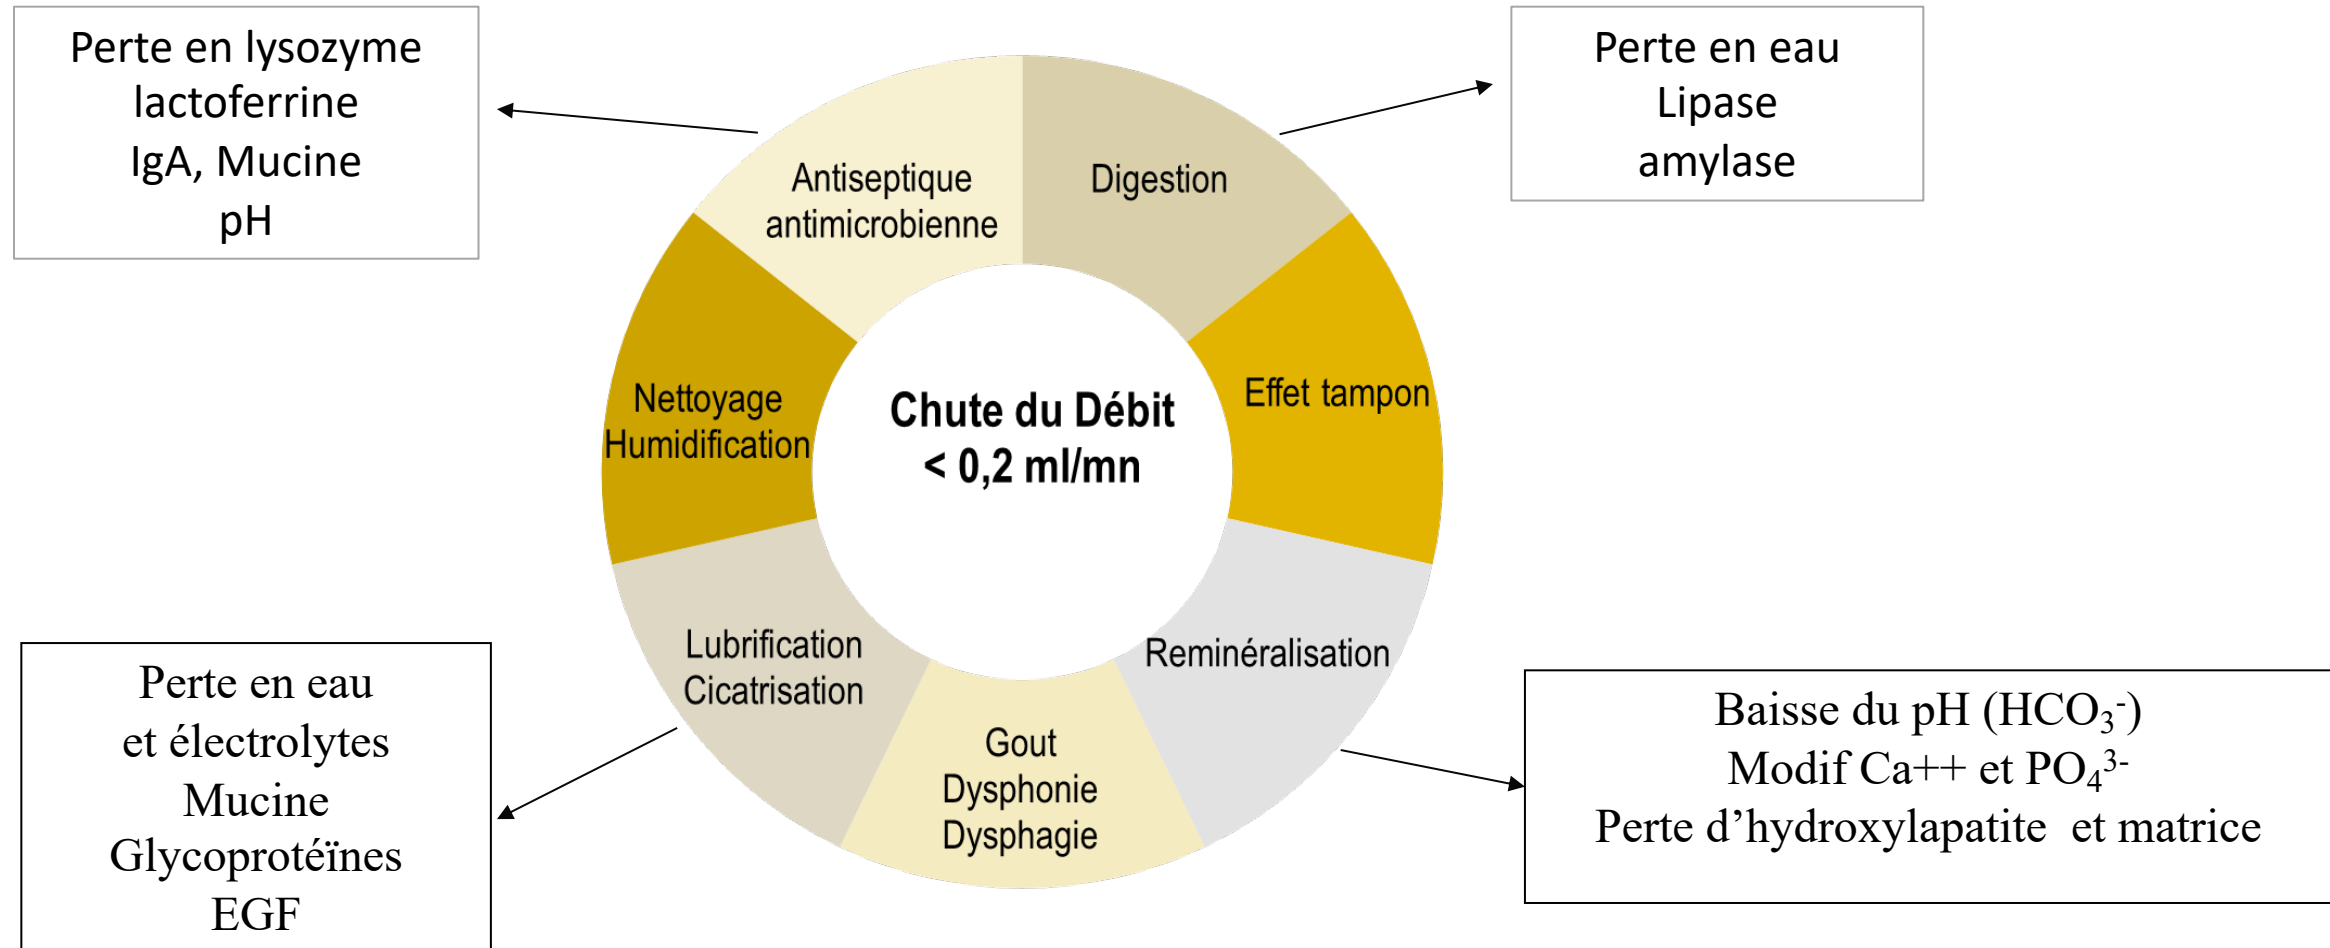 Perte en lysozyme
lactoferrine
IgA, Mucine
pH
Perte en eau
Lipase
amylase
Antiseptique
antimicrobienne
Digestion
Nettoyage
Humidification
Chute du Débit
< 0,2 ml/mn
Effet tampon
Lubrification
Cicatrisation
Gout
Dysphonie
Dysphagie
Reminéralisation
Perte en eau
et électrolytes
Mucine
Glycoprotéïnes
EGF
Baisse du pH (HCO₃⁻)
Modif Ca++ et PO₄³⁻
Perte d’hydroxylapatite  et matrice